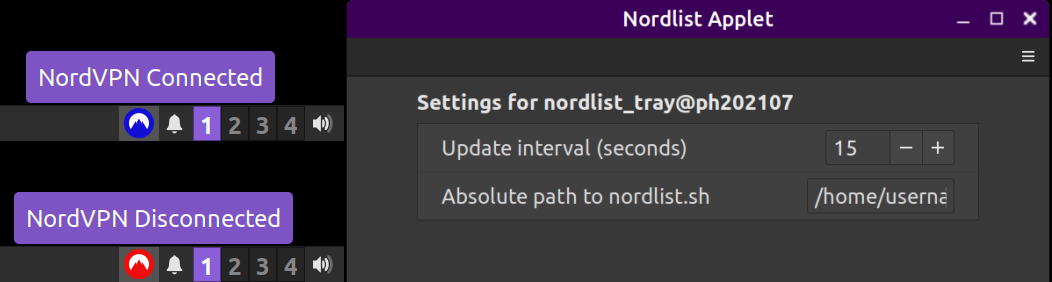 NordVPN Connected
1 2 3 4
NordVPN Disconnected
1 2 3 4
Nordlist Applet
Settings for nordlist_tray@ph202107
Update interval (seconds) 15 − +
Absolute path to nordlist.sh /home/userna